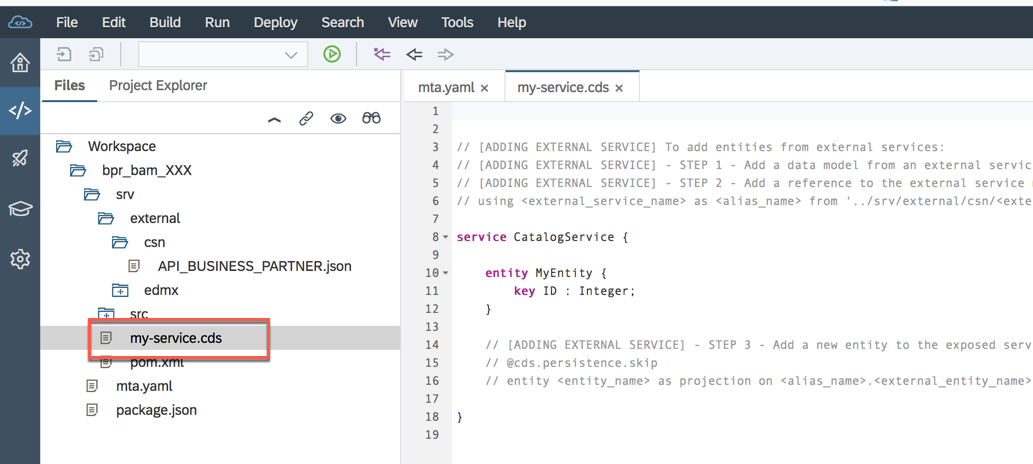 File Edit Build Run Deploy Search View Tools Help
Files Project Explorer
mta.yaml × my-service.cds ×
Workspace
bpr_bam_XXX
srv
external
csn
API_BUSINESS_PARTNER.json
edmx
src
my-service.cds
pom.xml
mta.yaml
package.json
1
2
3 // [ADDING EXTERNAL SERVICE] To add entities from external services:
4 // [ADDING EXTERNAL SERVICE] - STEP 1 - Add a data model from an external servic
5 // [ADDING EXTERNAL SERVICE] - STEP 2 - Add a reference to the external service
6 // using <external_service_name> as <alias_name> from '../srv/external/csn/<exte
7
8 service CatalogService {
9
10 entity MyEntity {
11 key ID : Integer;
12 }
13
14 // [ADDING EXTERNAL SERVICE] - STEP 3 - Add a new entity to the exposed serv
15 // @cds.persistence.skip
16 // entity <entity_name> as projection on <alias_name>.<external_entity_name>
17
18 }
19